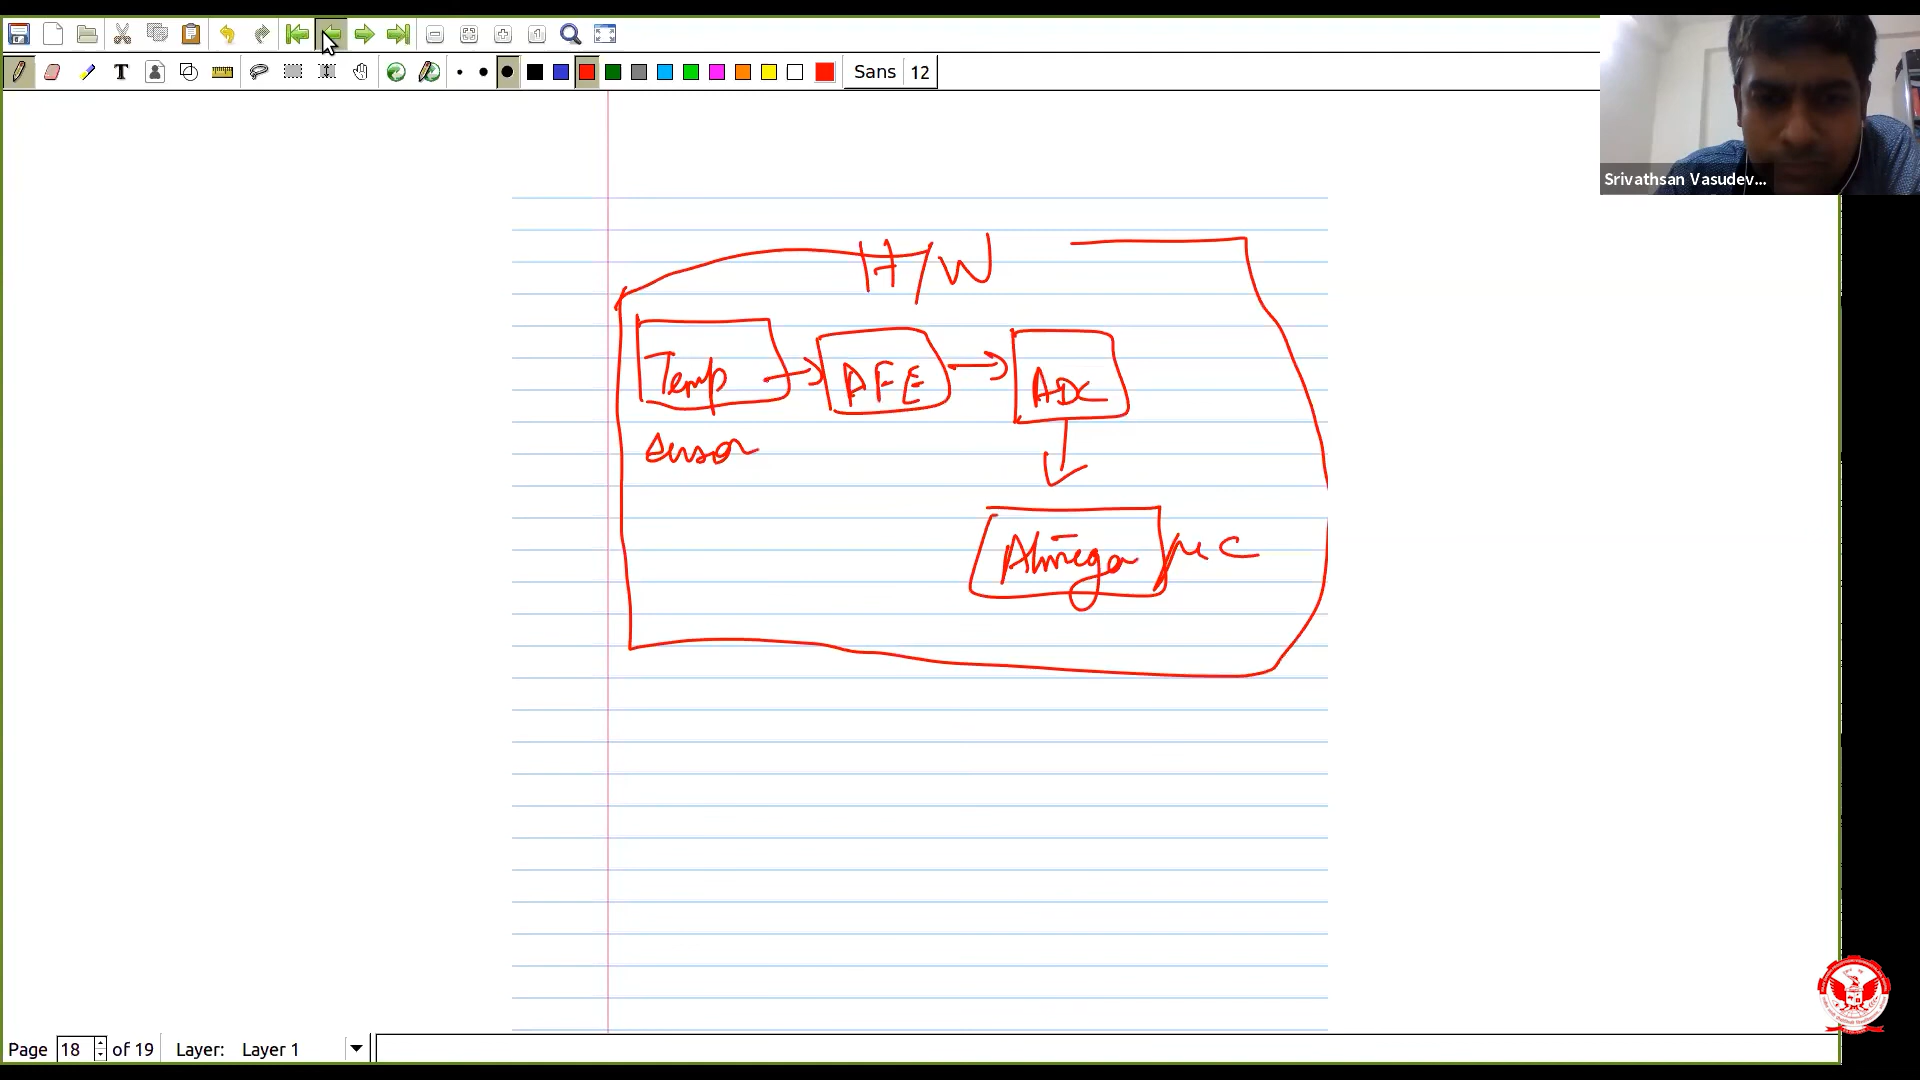 Sans 12
Srivathsan Vasudev...
H/W
Temp
AFE
ADC
sensor
Atmega
μC
Page 18 of 19 Layer: Layer 1